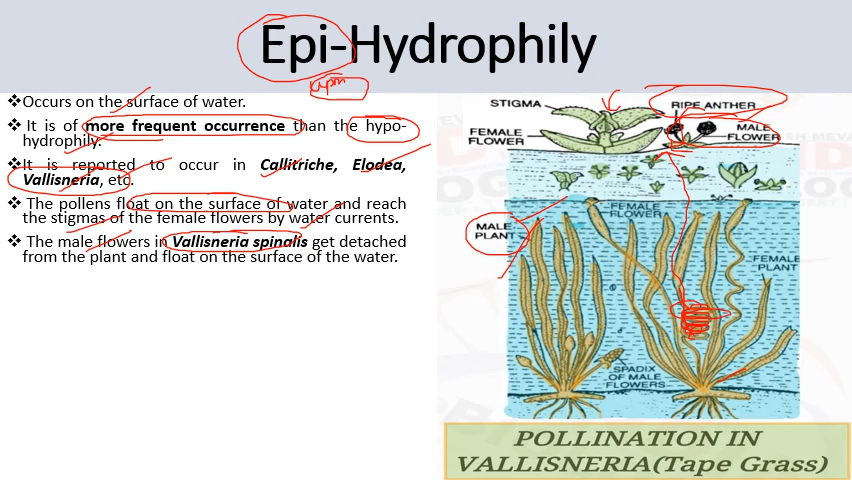 Epi-Hydrophily
upon
❖Occurs on the surface of water.
❖ It is of more frequent occurrence than the hypo-
hydrophily.
❖ It is reported to occur in Callitriche, Elodea,
Vallisneria, etc.
❖ The pollens float on the surface of water and reach
the stigmas of the female flowers by water currents.
❖ The male flowers in Vallisneria spinalis get detached
from the plant and float on the surface of the water.
STIGMA
RIPE ANTHER
FEMALE
FLOWER
MALE
FLOWER
FEMALE
FLOWER
MALE
PLANT
FEMALE
PLANT
SPADIX OF MALE
FLOWERS
POLLINATION IN
VALLISNERIA(Tape Grass)